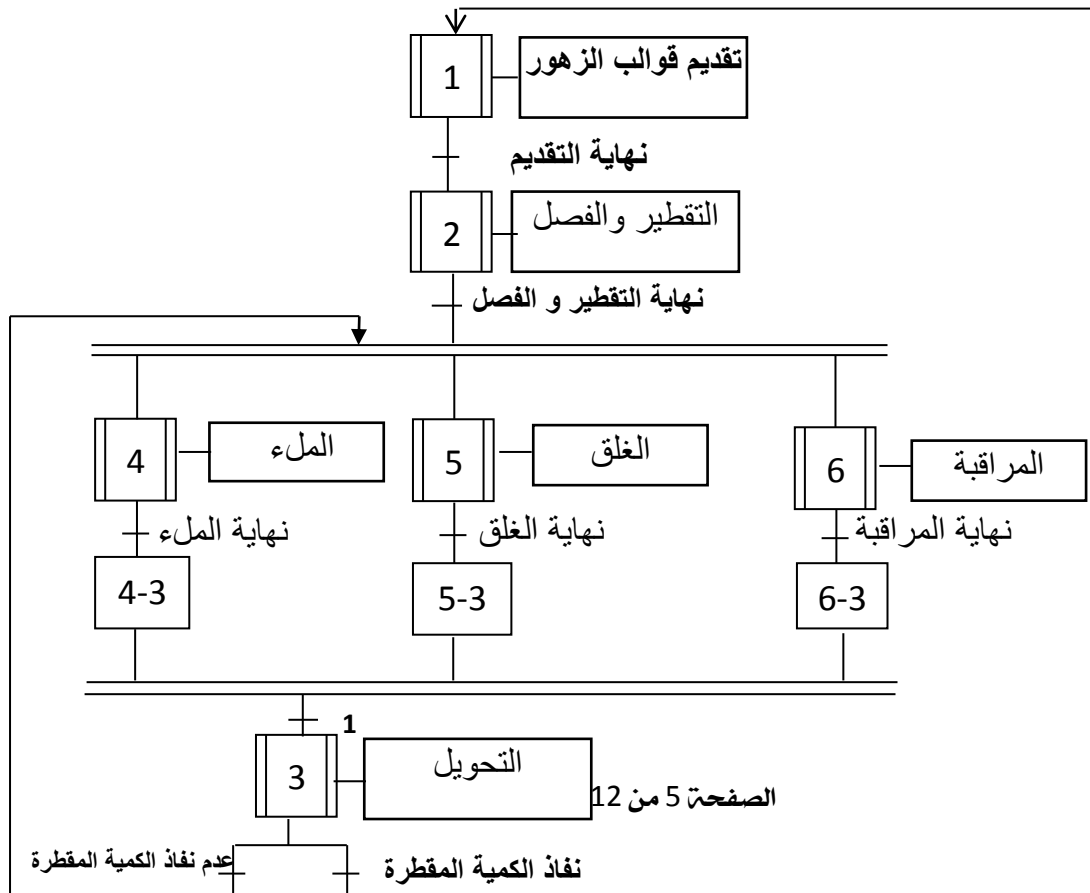 1
تقديم قوالب الزهور
نهاية التقديم
2
التقطير والفصل
نهاية التقطير و الفصل
4
الملء
5
الغلق
6
المراقبة
نهاية الملء
نهاية الغلق
نهاية المراقبة
4-3
5-3
6-3
1
3
التحويل
الصفحة 5 من 12
عدم نفاذ الكمية المقطرة
نفاذ الكمية المقطرة